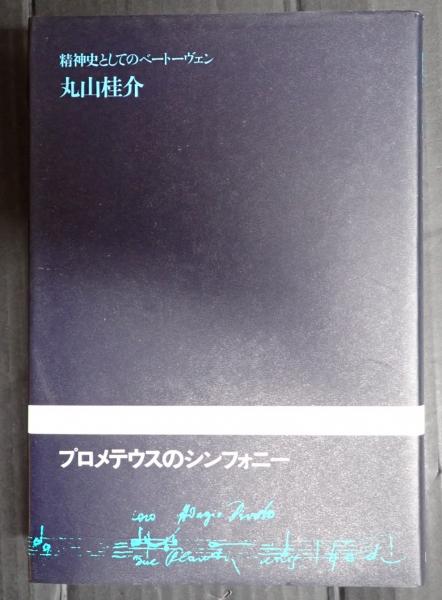 精神史としてのベートーヴェン
丸山桂介
プロメテウスのシンフォニー
Adagio